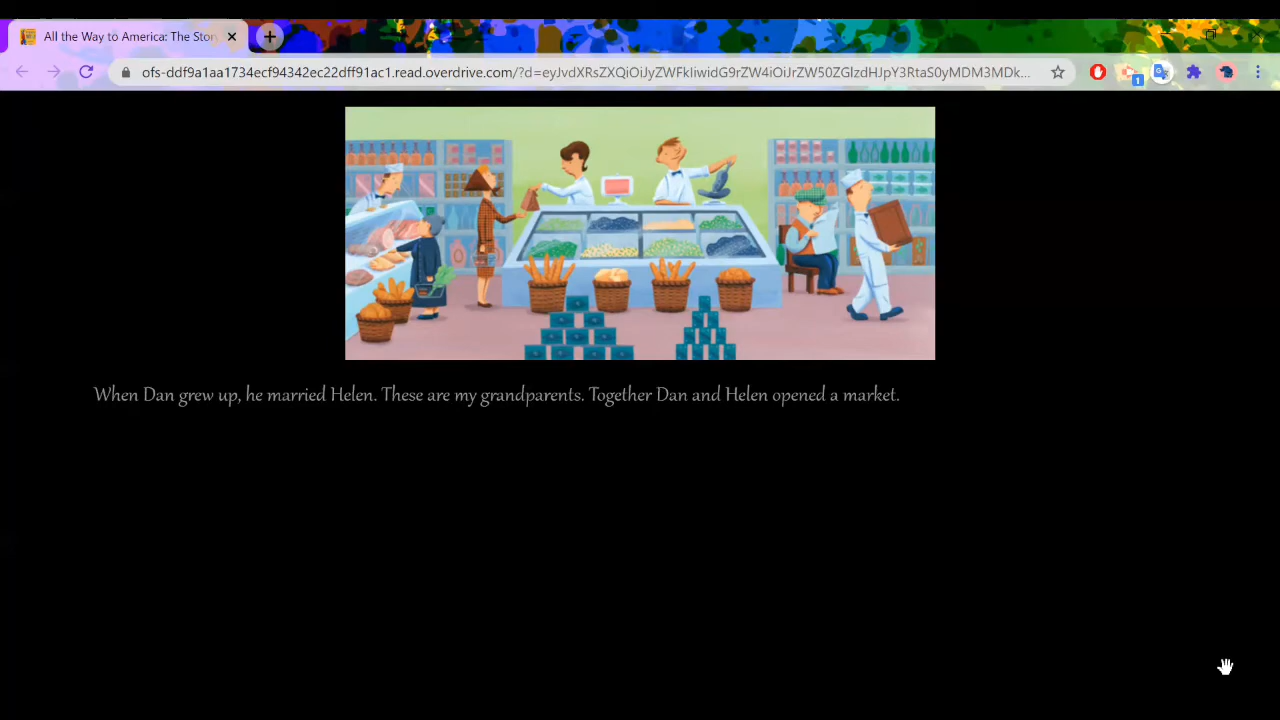 All the Way to America: The Stor
ofs-ddf9a1aa1734ecf94342ec22dff91ac1.read.overdrive.com/?d=eyJvdXRsZXQiOiJyZWFkIiwidG9rZW4iOiJrZW50ZGlzdHJpY3RtaS0yMDM3MDk...
1
When Dan grew up, he married Helen. These are my grandparents. Together Dan and Helen opened a market.